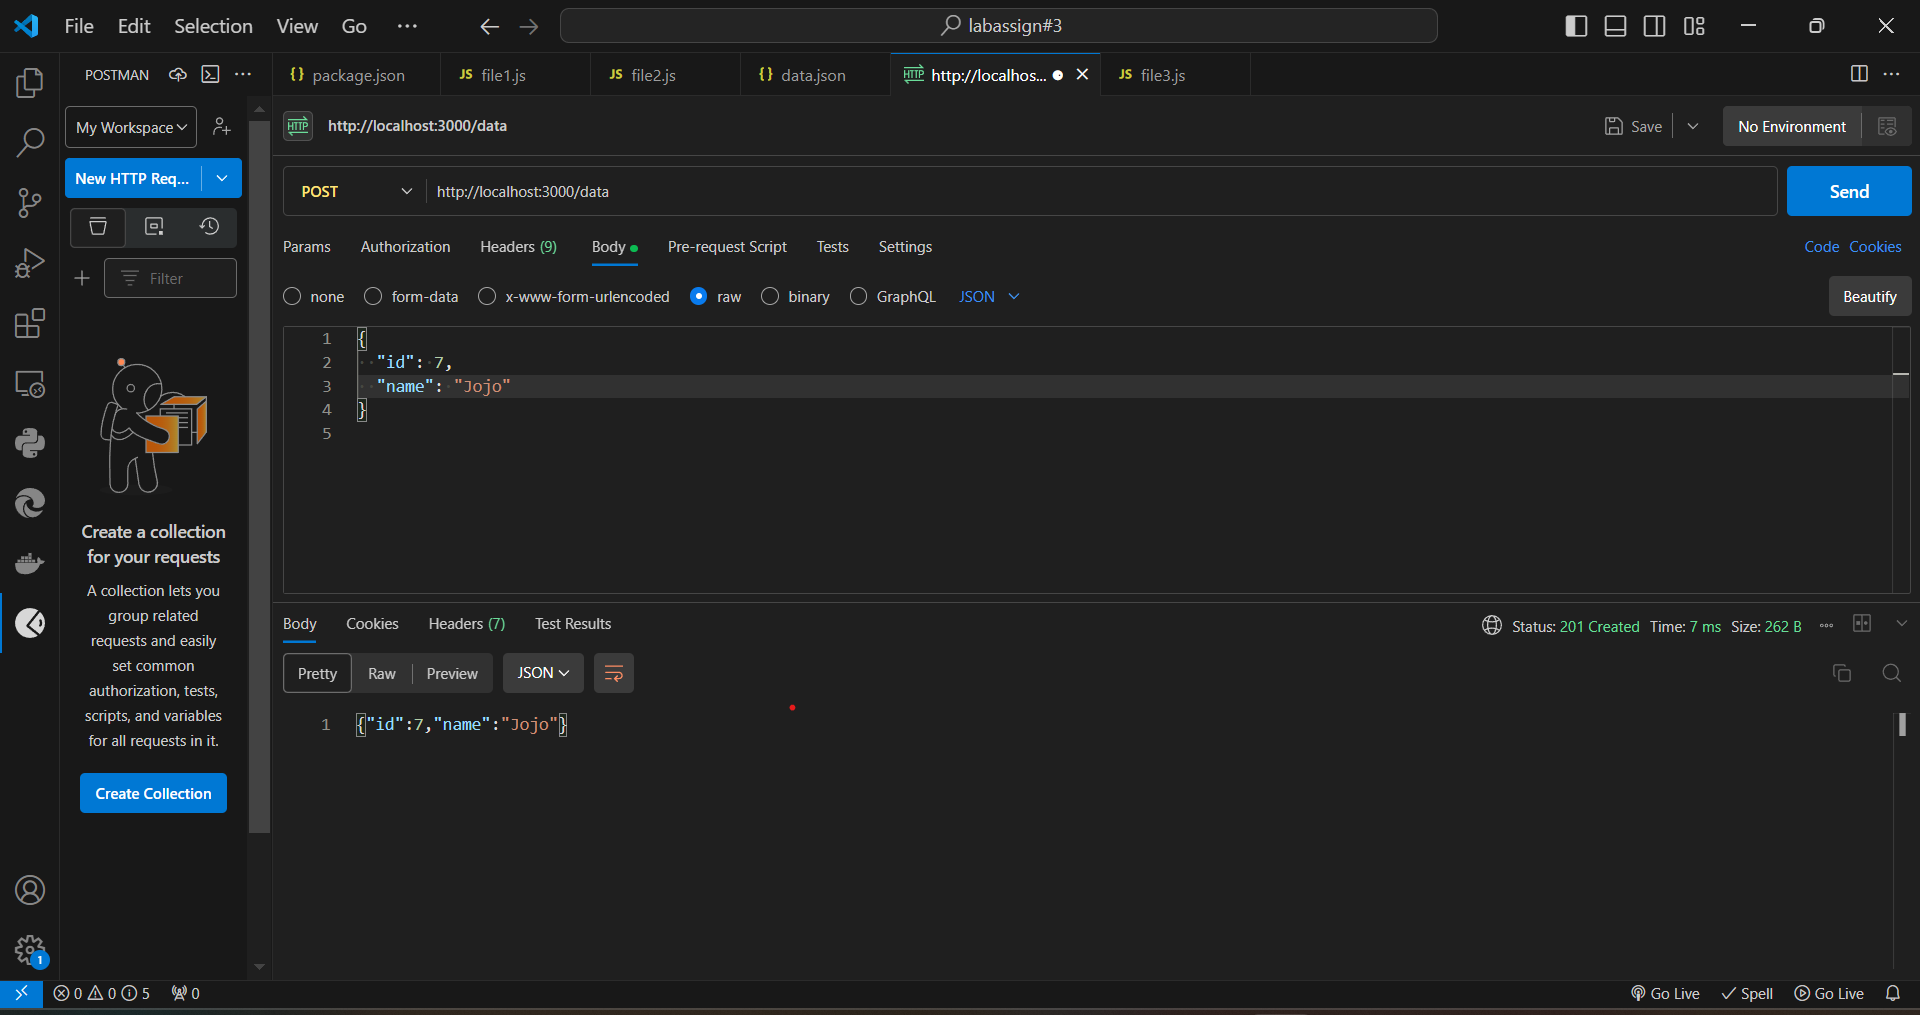 File Edit Selection View Go ··· labassign#3
POSTMAN ···
{} package.json JS file1.js JS file2.js {} data.json HTTP http://localhos... JS file3.js ···
My Workspace
HTTP http://localhost:3000/data Save No Environment
New HTTP Req...
POST http://localhost:3000/data Send
Params Authorization Headers (9) Body Pre-request Script Tests Settings Code Cookies
Filter
none form-data x-www-form-urlencoded raw binary GraphQL JSON Beautify
1 {
2 "id": 7,
3 "name": "Jojo"
4 }
5
Create a collection
for your requests
A collection lets you
group related
requests and easily
set common
authorization, tests,
scripts, and variables
for all requests in it.
Create Collection
Body Cookies Headers (7) Test Results Status: 201 Created Time: 7 ms Size: 262 B
Pretty Raw Preview JSON
1 {"id":7,"name":"Jojo"}
1
0 0 5 0 Go Live Spell Go Live